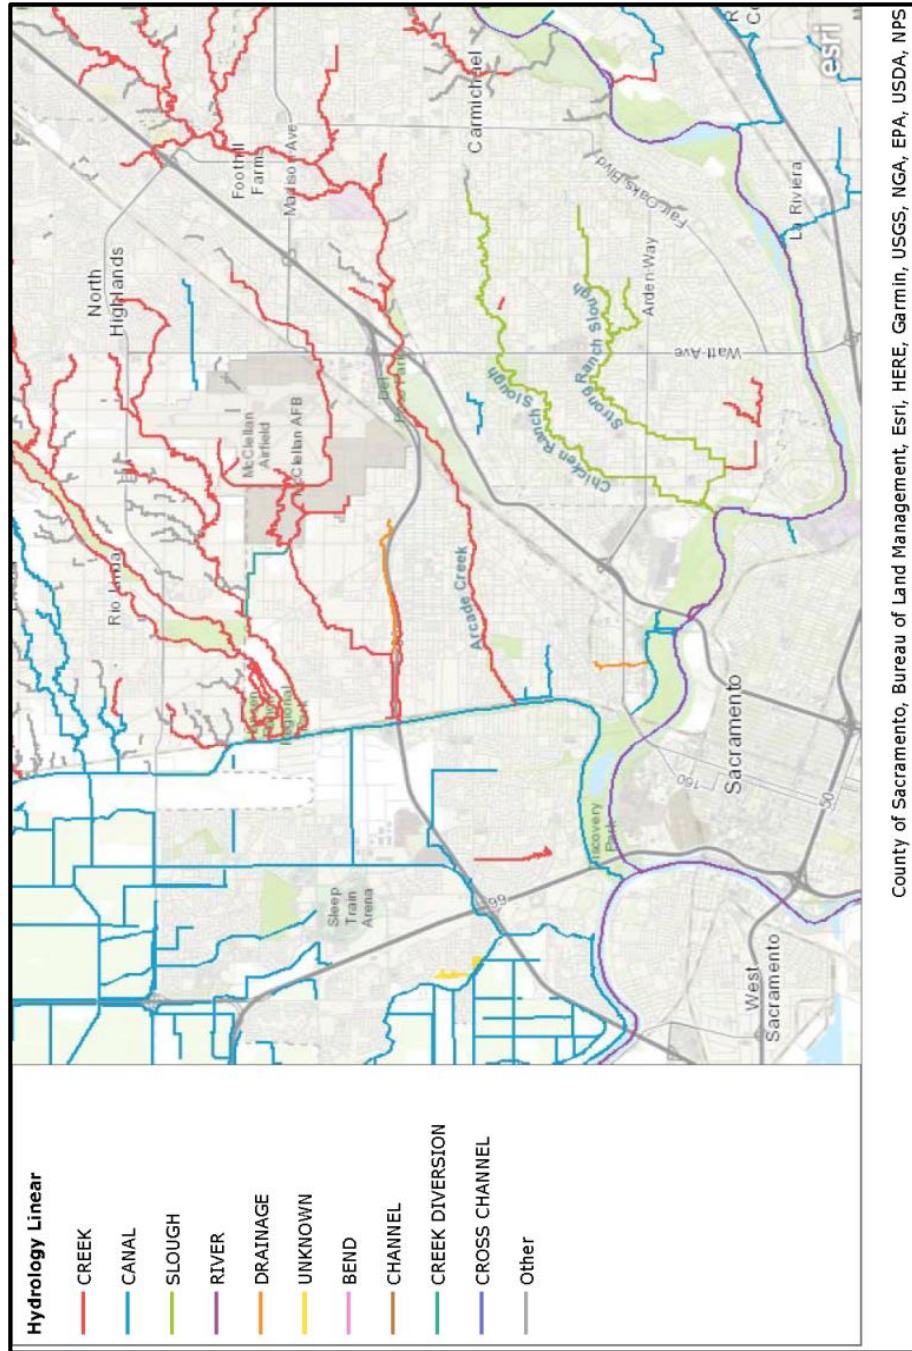 Hydrology Linear
CREEK
CANAL
SLOUGH
RIVER
DRAINAGE
UNKNOWN
BEND
CHANNEL
CREEK DIVERSION
CROSS CHANNEL
Other
North
Highlands
Foothill
Farms
Madison-Ave
Carmichael
Rio Linda
McClellan
Airfield
McClellan AFB
Regional
Park
Arcade Creek
Chicken Ranch Slough
Strong Ranch Slough
Watt-Ave
Arden-Way
Fair-Oaks-Blvd
La Riviera
Sleep
Train
Arena
99
Discovery
Park
160
Sacramento
50
West
Sacramento
esri
County of Sacramento, Bureau of Land Management, Esri, HERE, Garmin, USGS, NGA, EPA, USDA, NPS